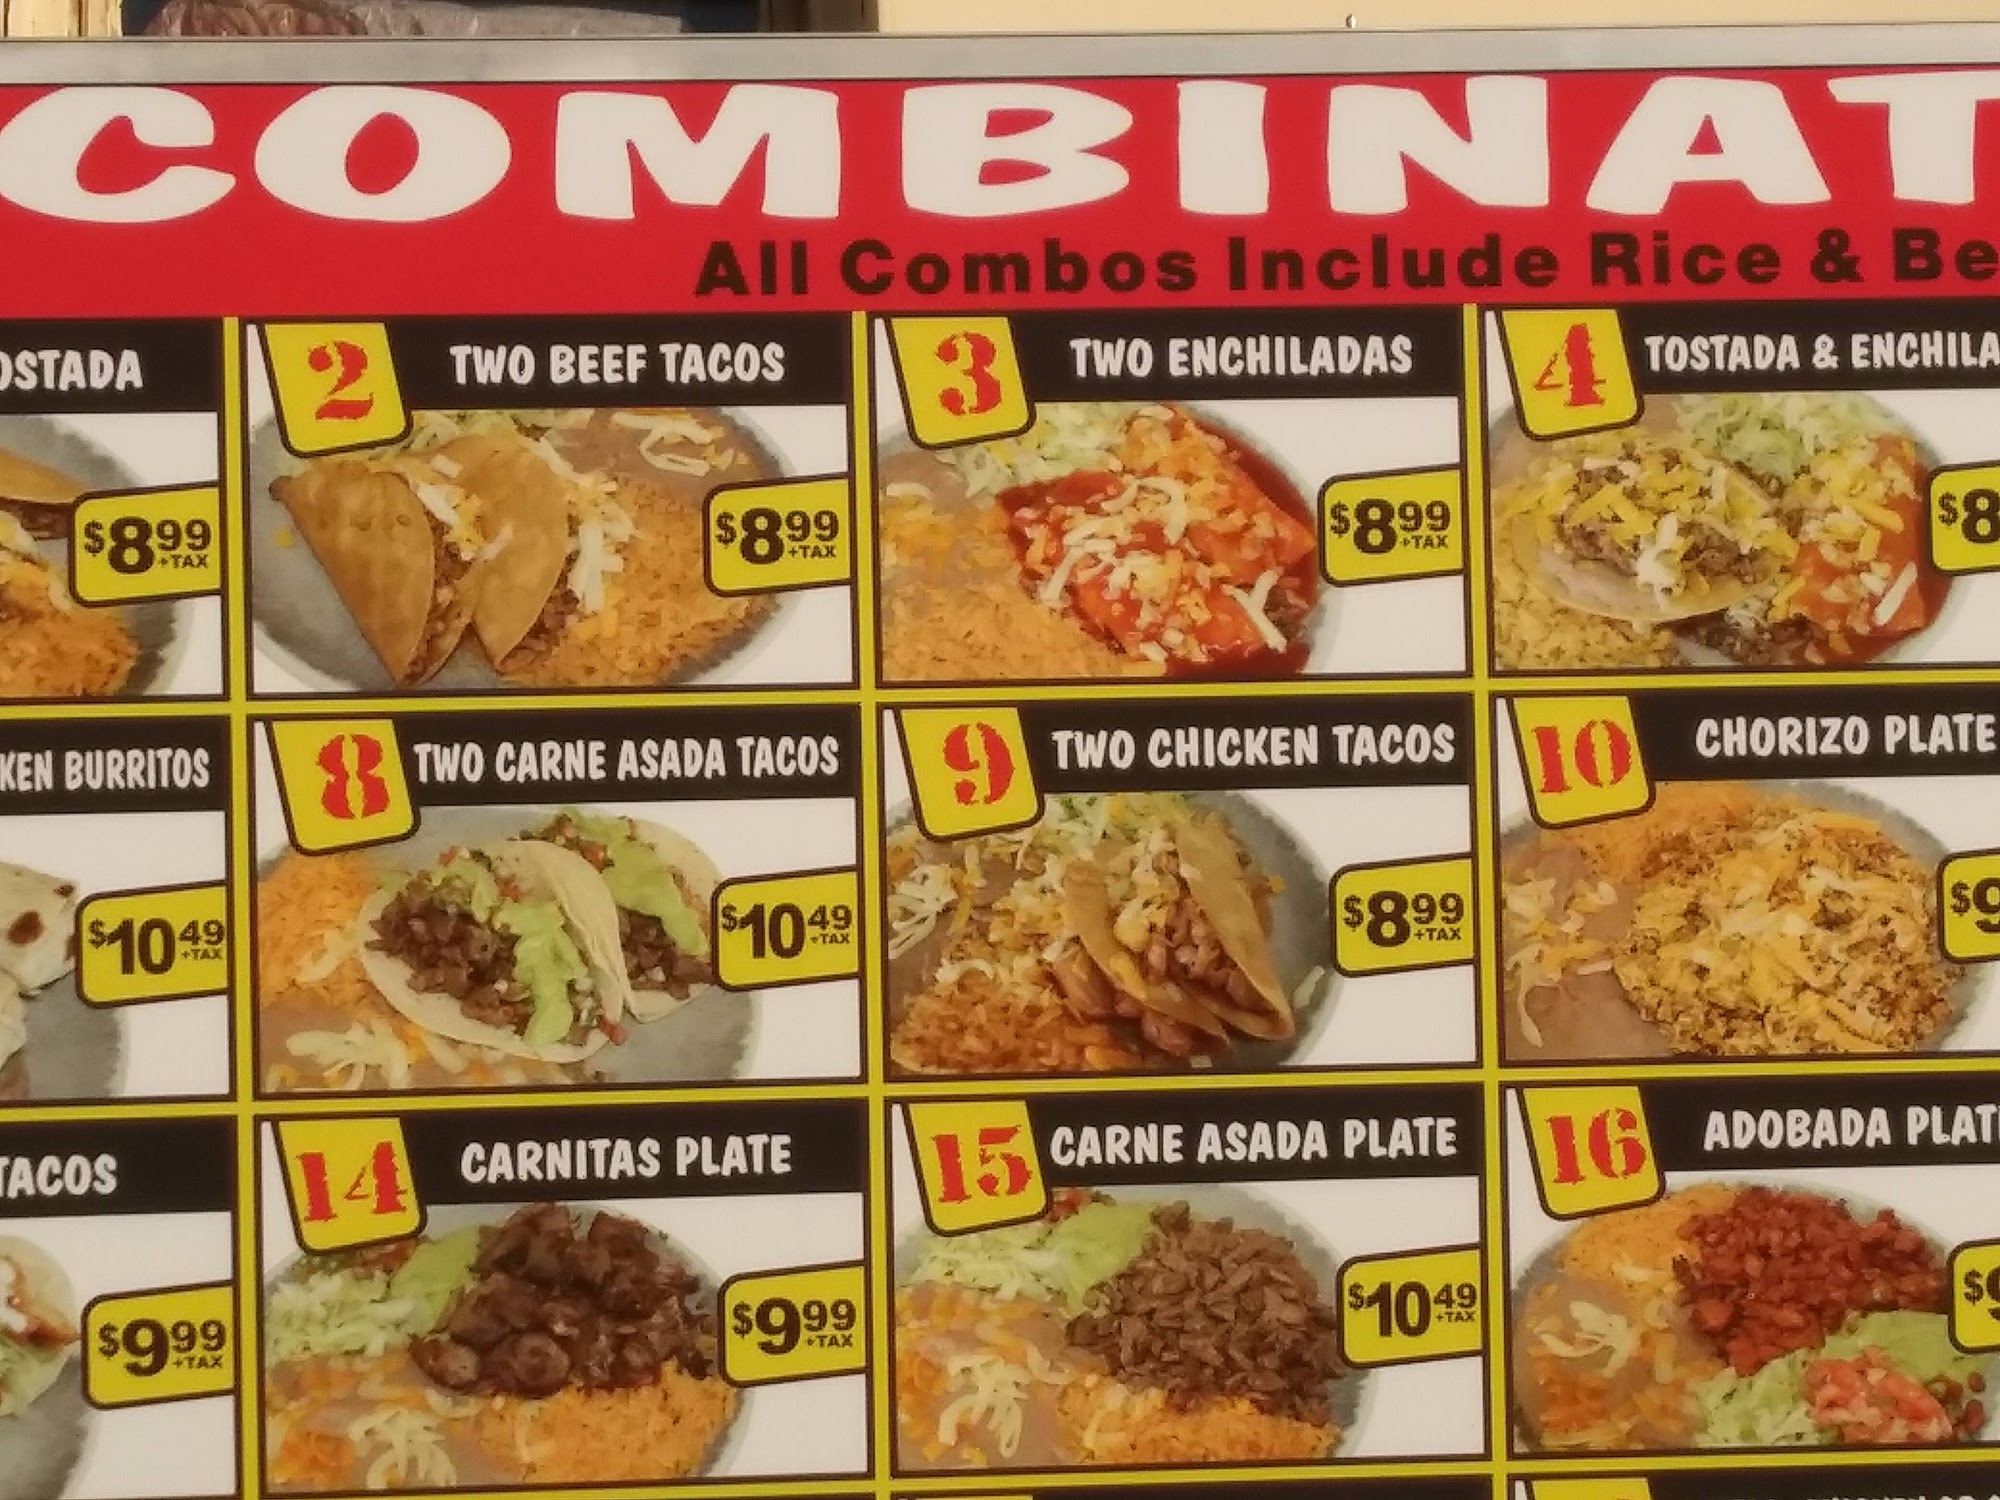 COMBINAT
All Combos Include Rice & Be
OSTADA
$8.99
+TAX
2 TWO BEEF TACOS
$8.99
+TAX
3 TWO ENCHILADAS
$8.99
+TAX
4 TOSTADA & ENCHILA
$8
KEN BURRITOS
$10.49
+TAX
8 TWO CARNE ASADA TACOS
$10.49
+TAX
9 TWO CHICKEN TACOS
$8.99
+TAX
10 CHORIZO PLATE
$9
TACOS
$9.99
+TAX
14 CARNITAS PLATE
$9.99
+TAX
15 CARNE ASADA PLATE
$10.49
+TAX
16 ADOBADA PLAT
$9